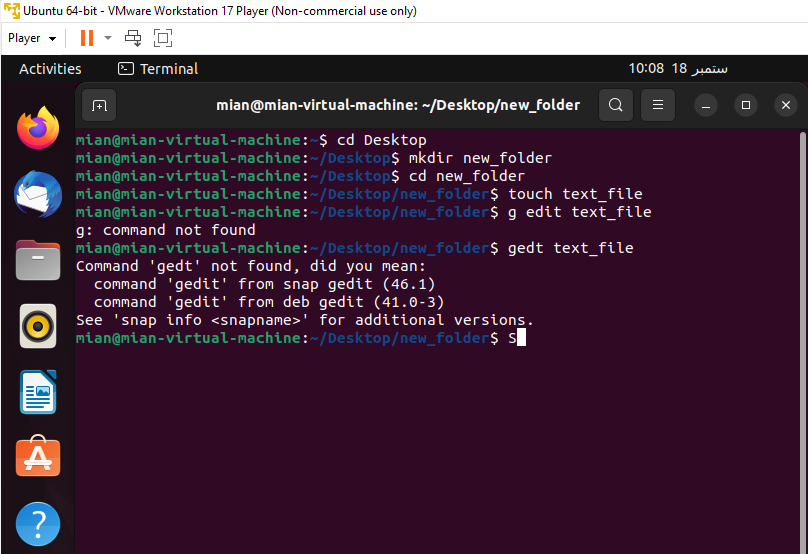 Ubuntu 64-bit - VMware Workstation 17 Player (Non-commercial use only)
Player
Activities
Terminal
10:08 18 ستمبر
mian@mian-virtual-machine: ~/Desktop/new_folder
mian@mian-virtual-machine:~$ cd Desktop
mian@mian-virtual-machine:~/Desktop$ mkdir new_folder
mian@mian-virtual-machine:~/Desktop$ cd new_folder
mian@mian-virtual-machine:~/Desktop/new_folder$ touch text_file
mian@mian-virtual-machine:~/Desktop/new_folder$ g edit text_file
g: command not found
mian@mian-virtual-machine:~/Desktop/new_folder$ gedt text_file
Command 'gedt' not found, did you mean:
  command 'gedit' from snap gedit (46.1)
  command 'gedit' from deb gedit (41.0-3)
See 'snap info <snapname>' for additional versions.
mian@mian-virtual-machine:~/Desktop/new_folder$ S